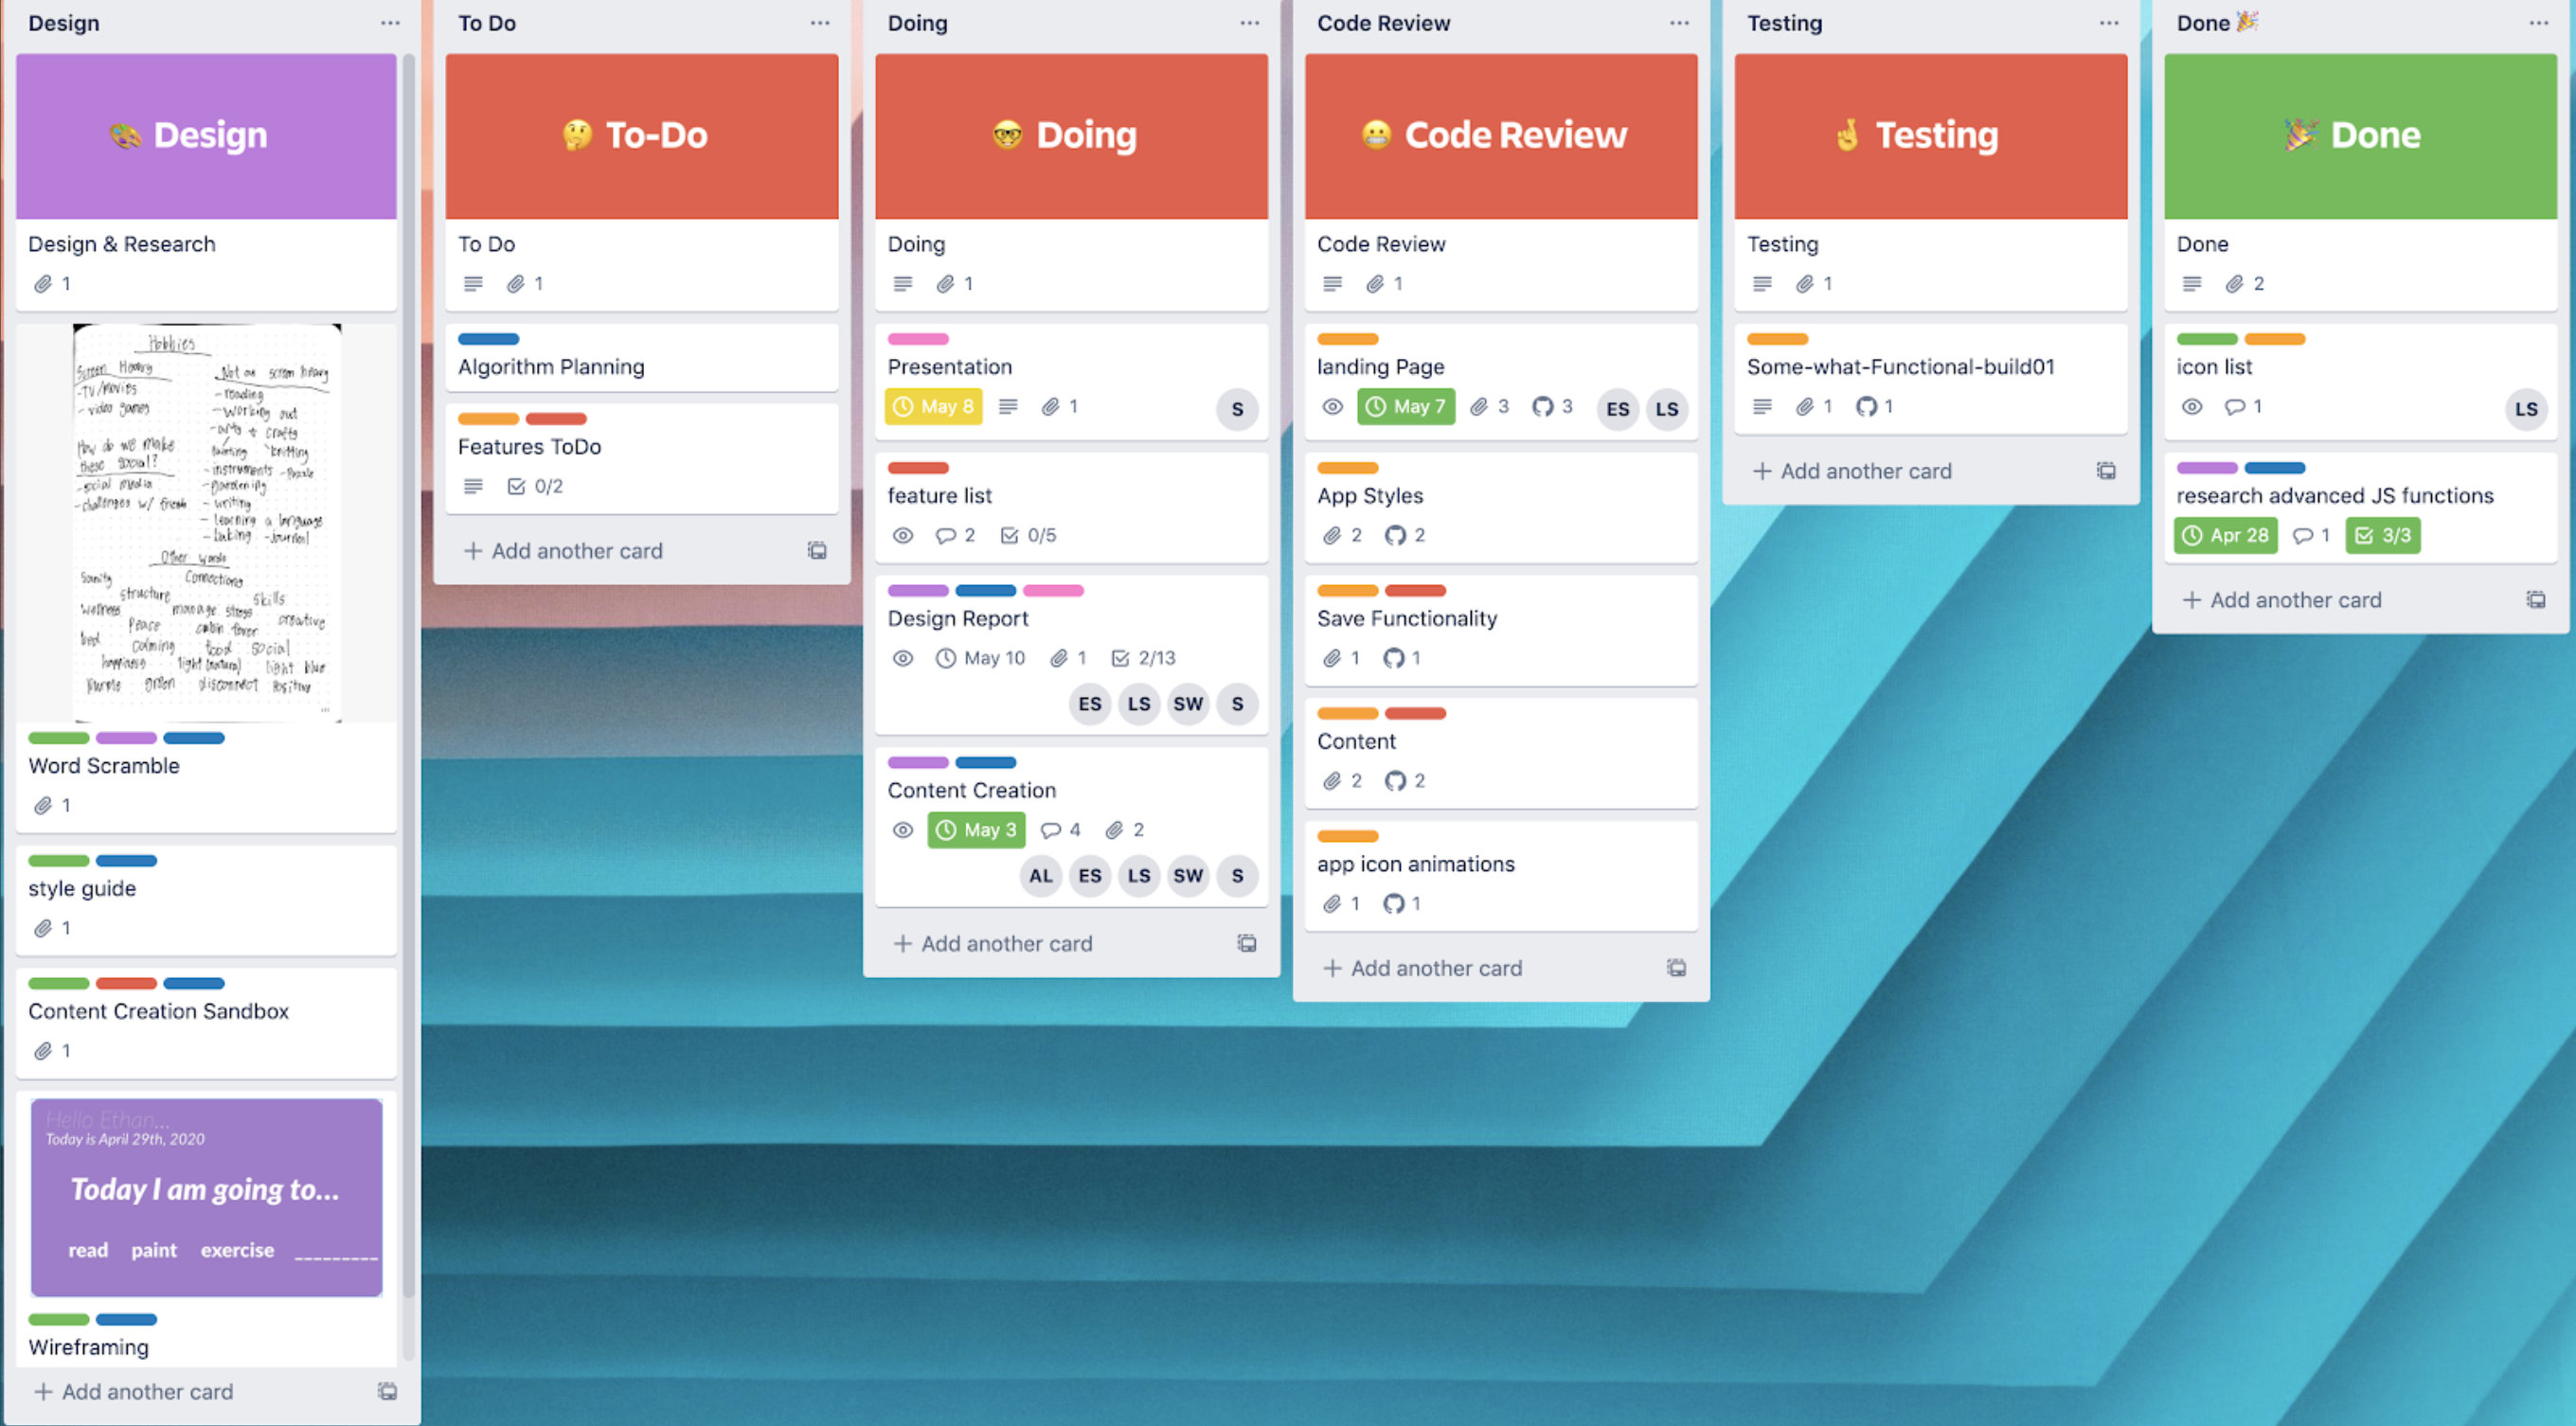 Design
🎨 Design
Design & Research
1
Hobbies
Screen Heavy
-TV/movies
- video games
How do we make
these social?
-social media
-challenges w/ friends
Not on screen heavy
-reading
-working out
-arts + crafts
painting knitting
-instruments -puzzle
-gardening
-writing
- learning a language
- baking -journal
Other words
Sanity Connections
structure skills
wellness manage stress
Peace cabin fever creative
bed calming food social
happiness light (natural) light blue
purple green disconnect positive
Word Scramble
1
style guide
1
Content Creation Sandbox
1
Hello Ethan...
Today is April 29th, 2020
Today I am going to...
read paint exercise _________
Wireframing
+ Add another card
To Do
🤔 To-Do
To Do
1
Algorithm Planning
Features ToDo
0/2
+ Add another card
Doing
🤓 Doing
Doing
1
Presentation
May 8 1 S
feature list
2 0/5
Design Report
May 10 1 2/13
ES LS SW S
Content Creation
May 3 4 2
AL ES LS SW S
+ Add another card
Code Review
😬 Code Review
Code Review
1
landing Page
May 7 3 3 ES LS
App Styles
2 2
Save Functionality
1 1
Content
2 2
app icon animations
1 1
+ Add another card
Testing
🤞 Testing
Testing
1
Some-what-Functional-build01
1 1
+ Add another card
Done 🎉
🎉 Done
Done
2
icon list
1 LS
research advanced JS functions
Apr 28 1 3/3
+ Add another card